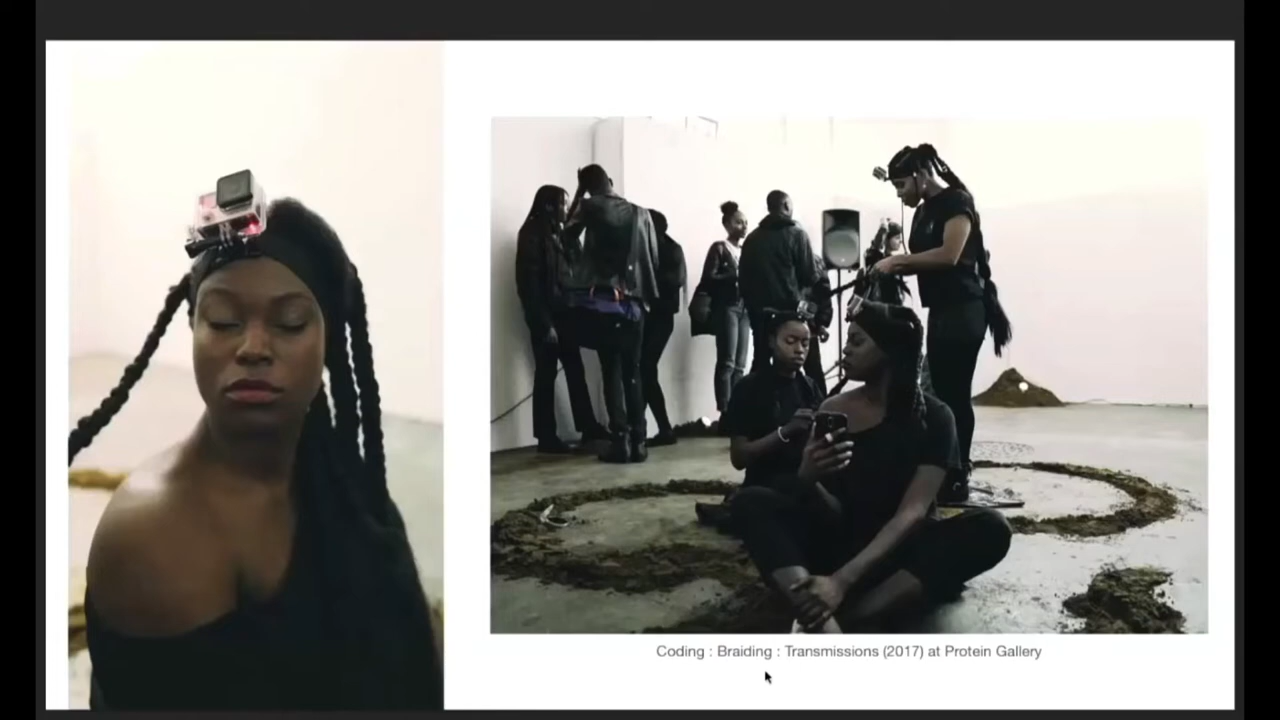 Coding : Braiding : Transmissions (2017) at Protein Gallery